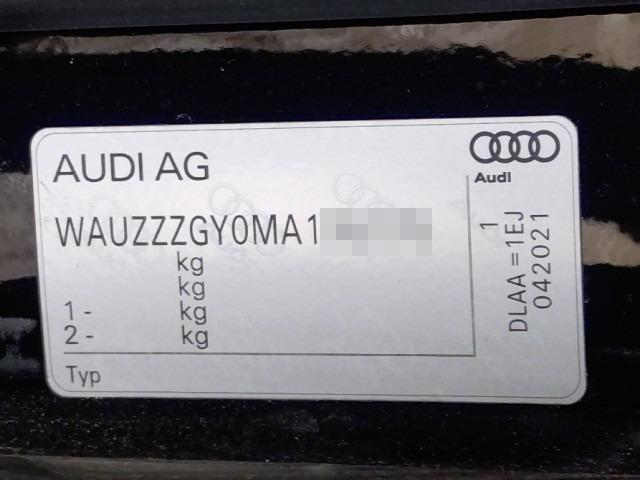 AUDI AG
Audi
WAUZZZGY0MA1
kg
kg
1 - kg
2 - kg
Typ
1
DLAA = 1EJ
042021